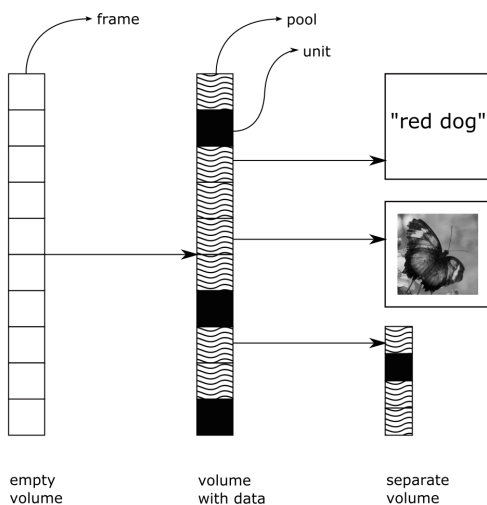 frame
pool
unit
"red dog"
empty
volume
volume
with data
separate
volume